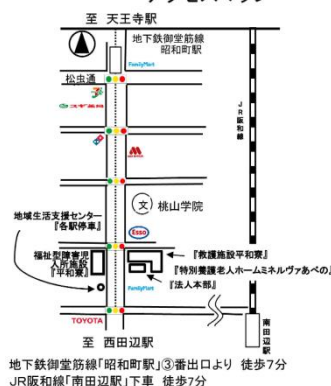 至 天王寺駅
地下鉄御堂筋線
昭和町駅
FamilyMart
松虫通
スギ薬局
JR阪和線
文 桃山学院
Esso
地域生活支援センター
『各駅停車』
福祉型障害児
入所施設
『平和寮』
『救護施設平和寮』
『特別養護老人ホームミネルヴァあべの』
『法人本部』
FamilyMart
TOYOTA
南田辺駅
至 西田辺駅
地下鉄御堂筋線「昭和町駅」③番出口より 徒歩7分
JR阪和線「南田辺駅」下車 徒歩7分